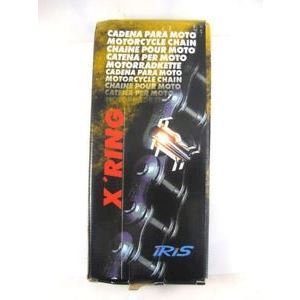 CADENA PARA MOTO
MOTORCYCLE CHAIN
CHAINE POUR MOTO
CATENA PER MOTO
MOTORRADKETTE
CADENA PARA MOTO
MOTORCYCLE CHAIN
CHAINE POUR MOTO
CATENA PER MOTO
X'RING
IRIS